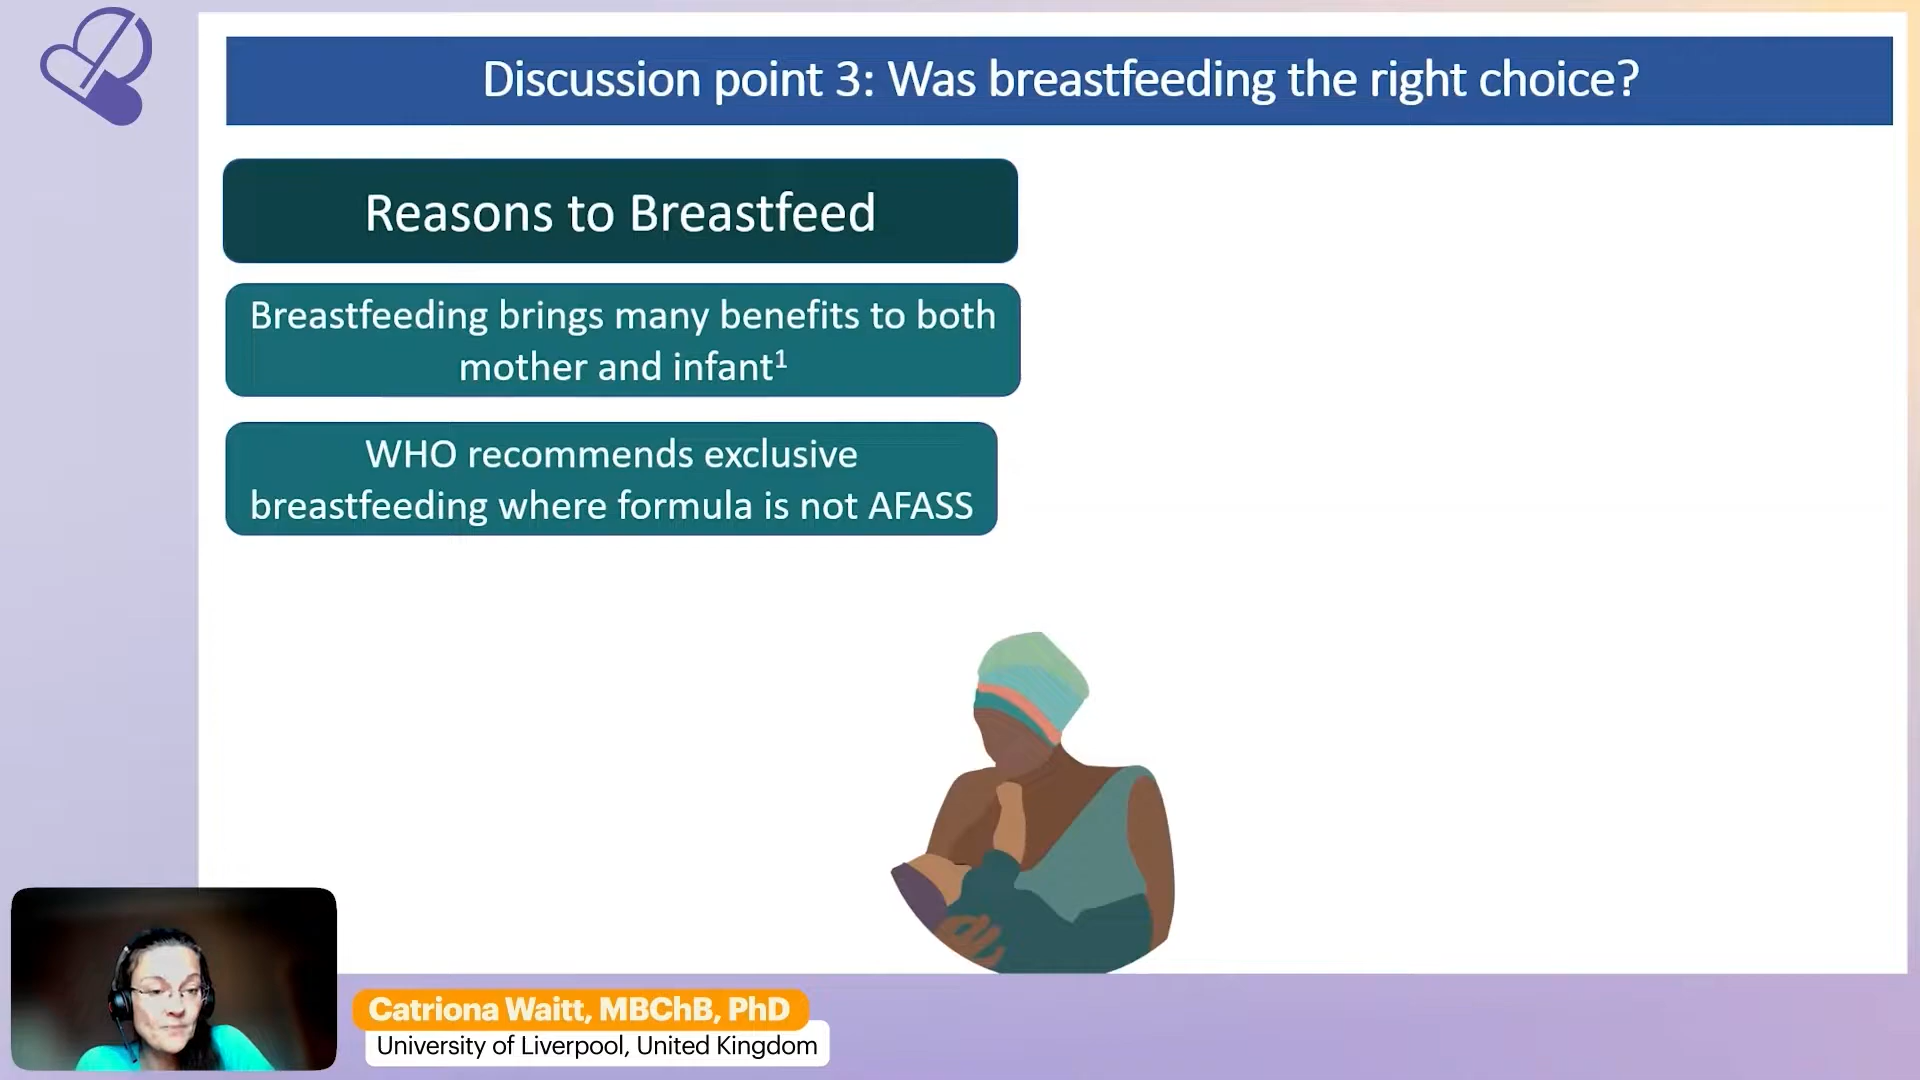 Discussion point 3: Was breastfeeding the right choice?
Reasons to Breastfeed
Breastfeeding brings many benefits to both
mother and infant¹
WHO recommends exclusive
breastfeeding where formula is not AFASS
Catriona Waitt, MBChB, PhD
University of Liverpool, United Kingdom